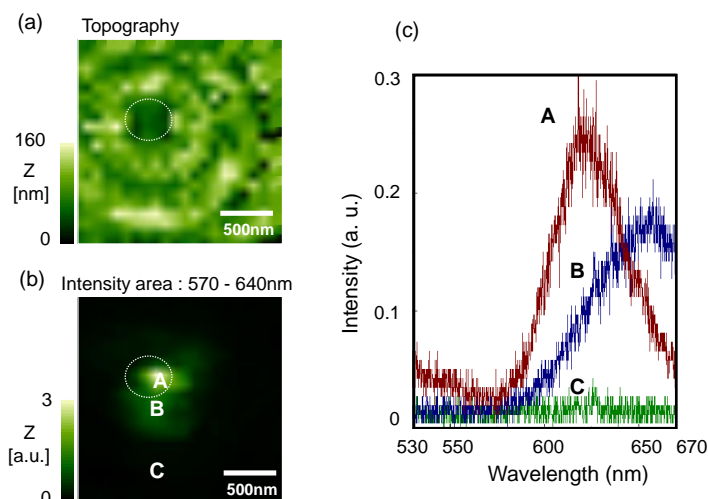 (a)
Topography
160
Z
[nm]
0
500nm
(b)
Intensity area : 570 - 640nm
A
B
C
3
Z
[a.u.]
0
500nm
(c)
0.3
0.2
0.1
0
Intensity (a. u.)
A
B
C
530 550 600 650 670
Wavelength (nm)